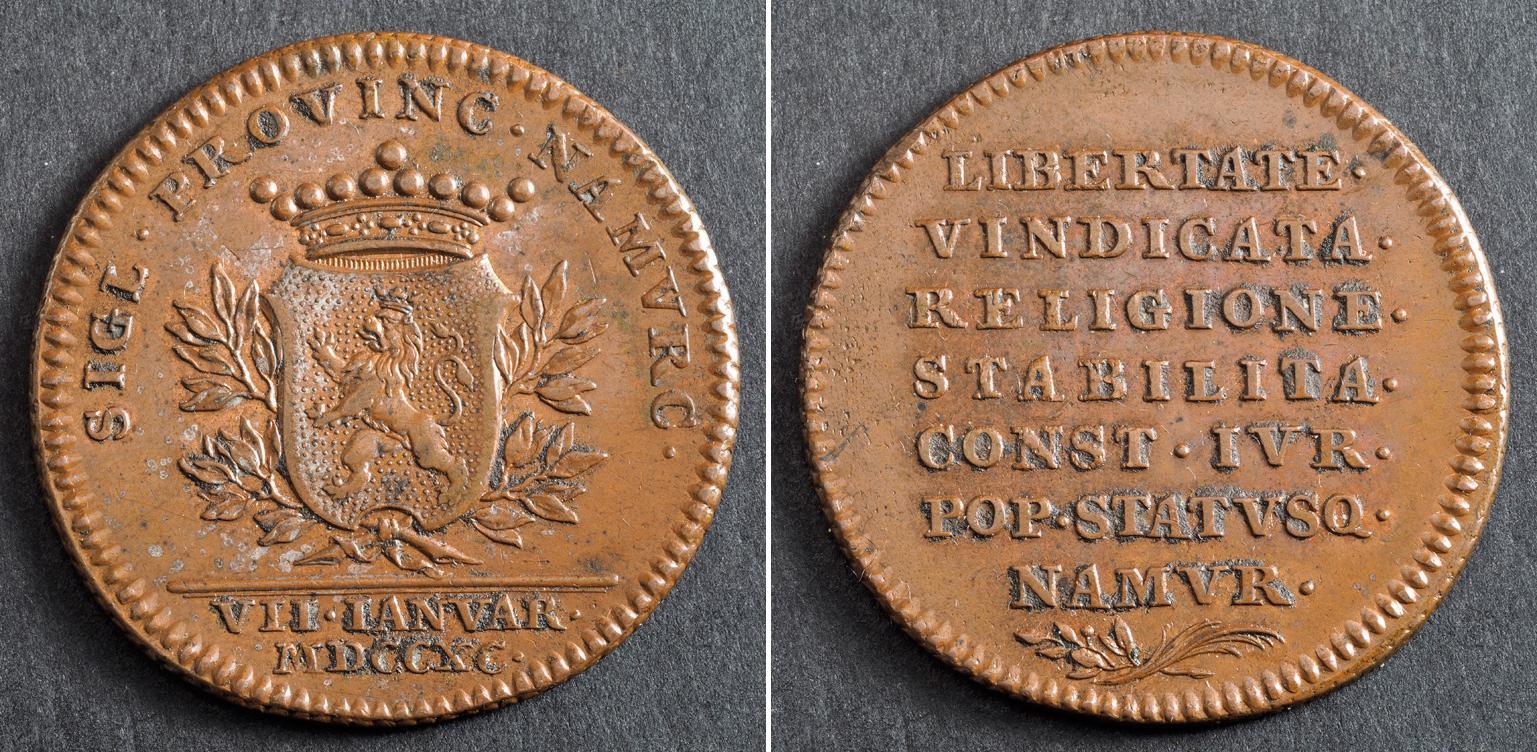 SIGL · PROVINC · NAMVRC ·
VII · IANVAR ·
MDCCXC ·
LIBERTATE ·
VINDICATA ·
RELIGIONE ·
STABILITA ·
CONST · IVR ·
POP · STATVSQ ·
NAMVR ·